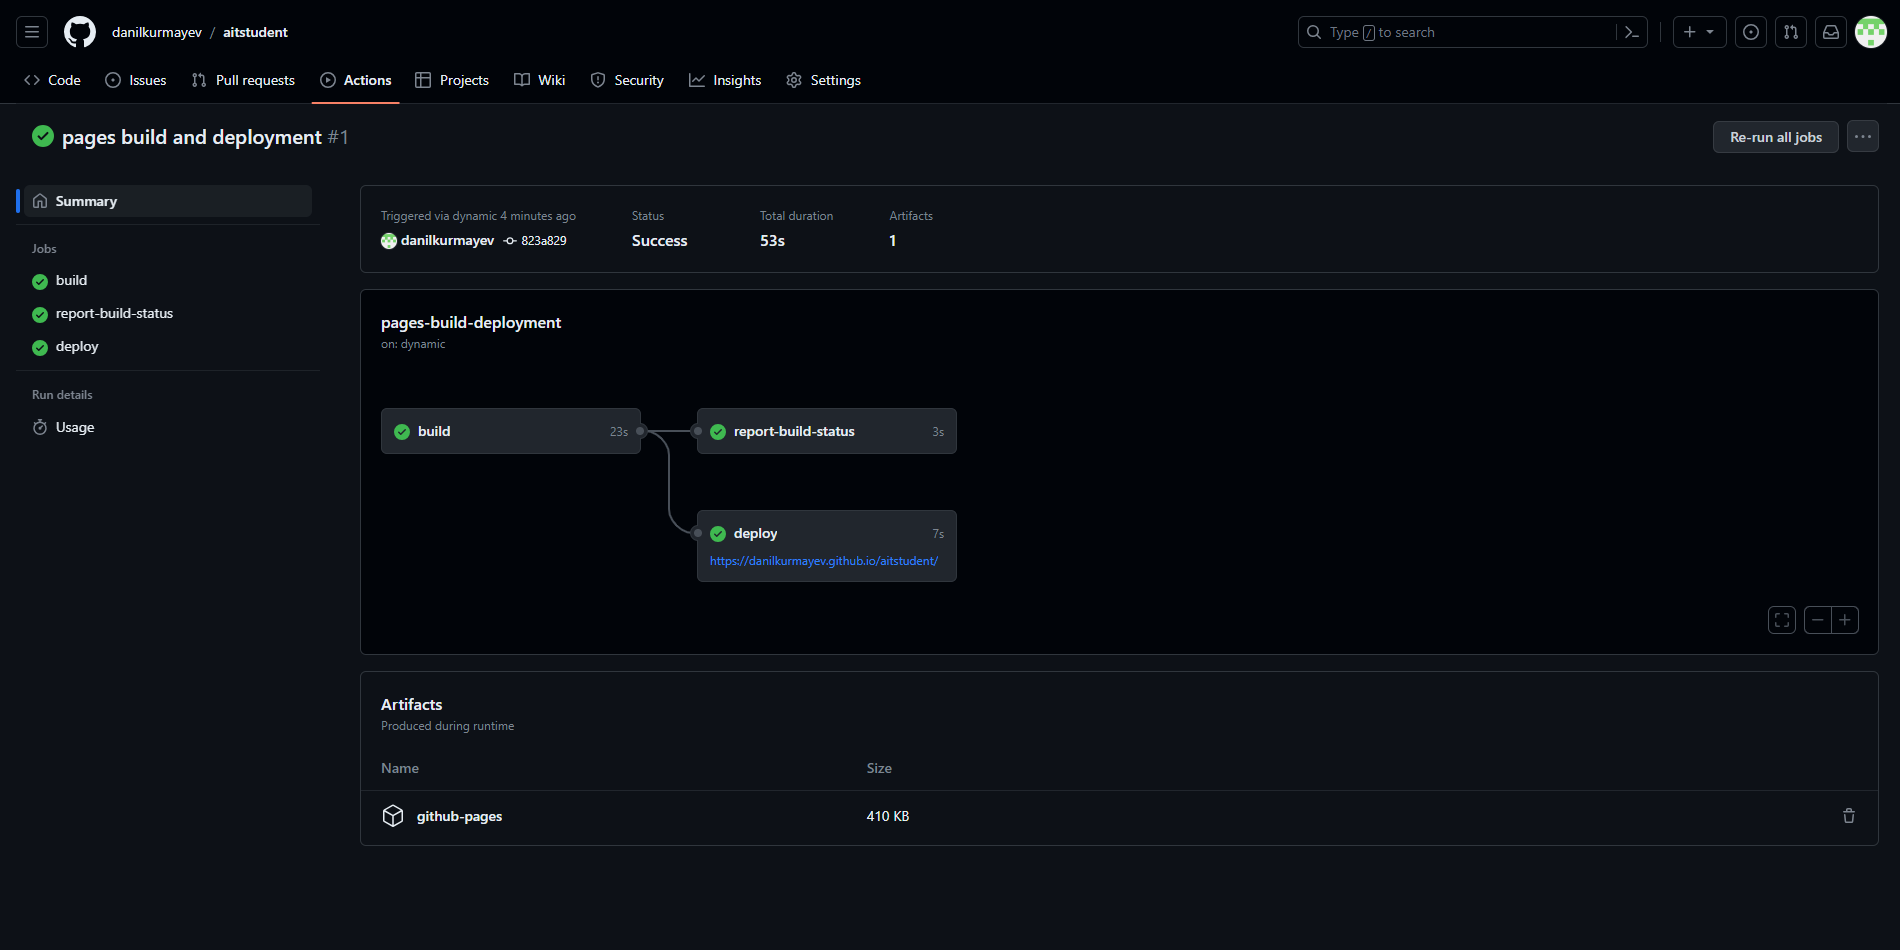 danilkurmayev / aitstudent
Type / to search
Code Issues Pull requests Actions Projects Wiki Security Insights Settings
pages build and deployment #1
Re-run all jobs
Summary
Jobs
build
report-build-status
deploy
Run details
Usage
Triggered via dynamic 4 minutes ago
danilkurmayev 823a829
Status
Success
Total duration
53s
Artifacts
1
pages-build-deployment
on: dynamic
build 23s
report-build-status 3s
deploy 7s
https://danilkurmayev.github.io/aitstudent/
Artifacts
Produced during runtime
Name Size
github-pages 410 KB